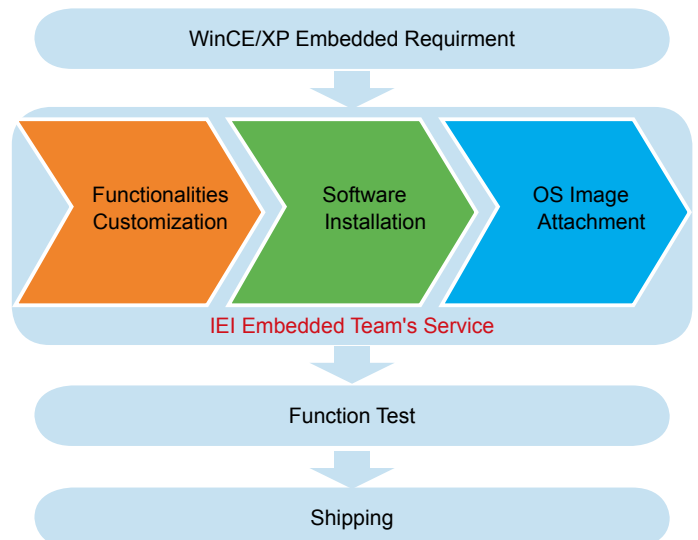 WinCE/XP Embedded Requirment
Functionalities
Customization
Software
Installation
OS Image
Attachment
IEI Embedded Team's Service
Function Test
Shipping